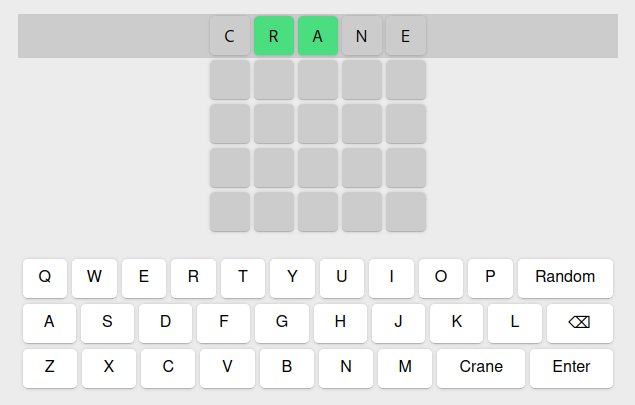 C R A N E
Q W E R T Y U I O P Random
A S D F G H J K L ⌫
Z X C V B N M Crane Enter